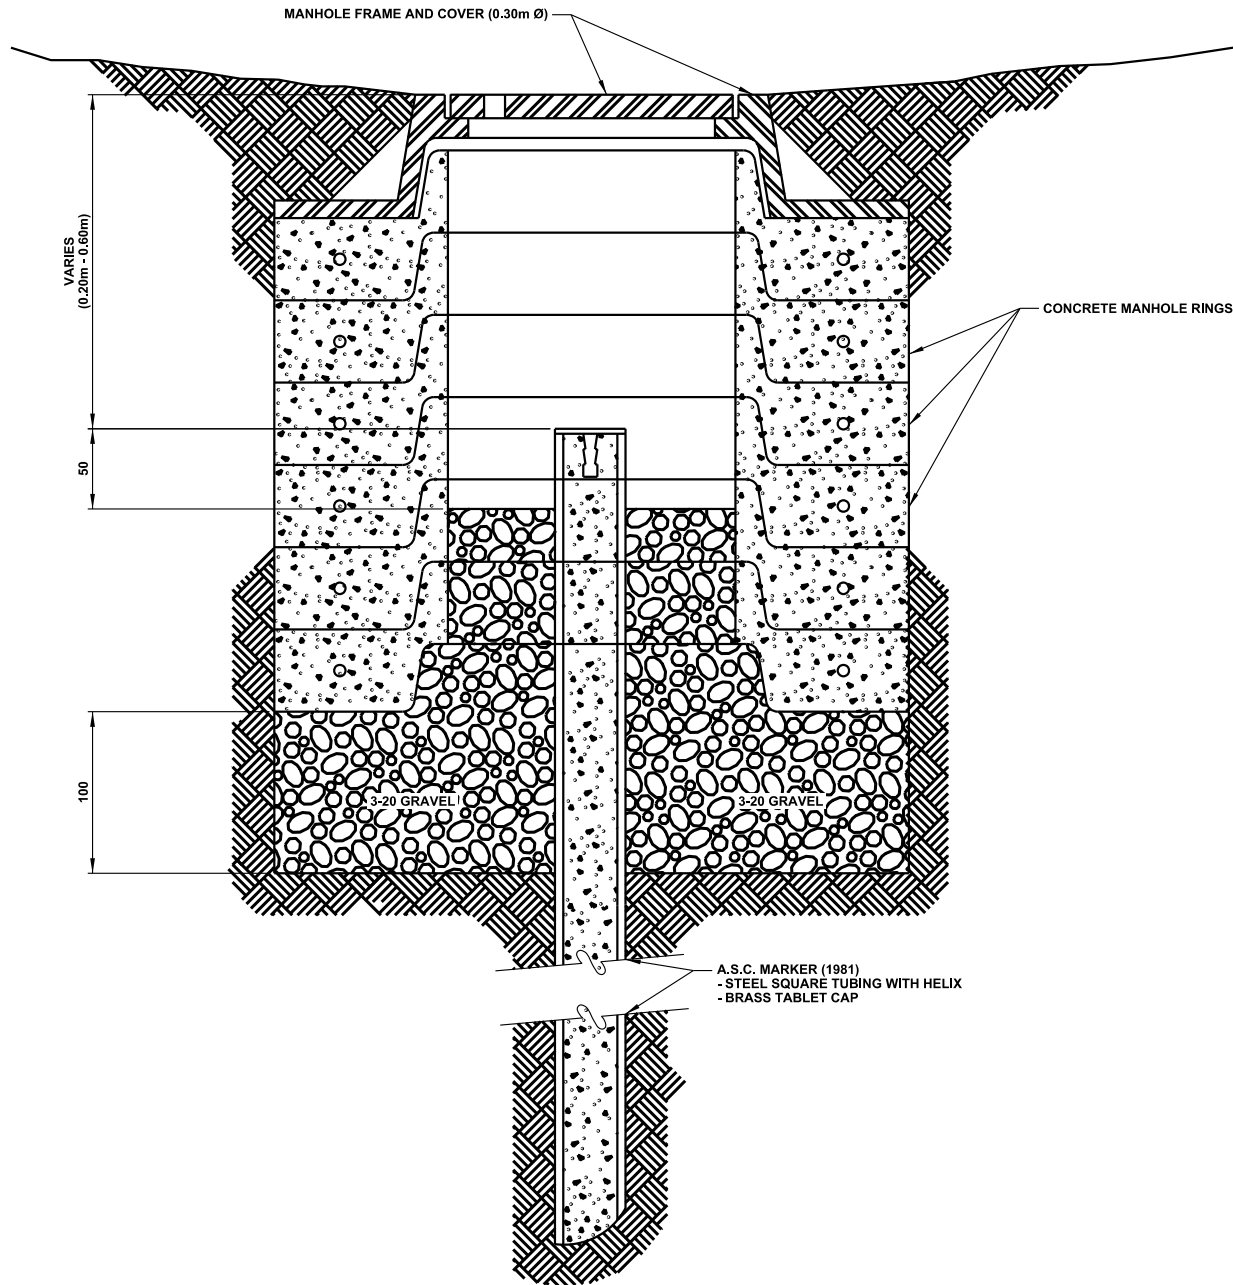 MANHOLE FRAME AND COVER (0.30m Ø)
VARIES
(0.20m - 0.60m)
CONCRETE MANHOLE RINGS
50
100
3-20 GRAVEL
3-20 GRAVEL
A.S.C. MARKER (1981)
- STEEL SQUARE TUBING WITH HELIX
- BRASS TABLET CAP